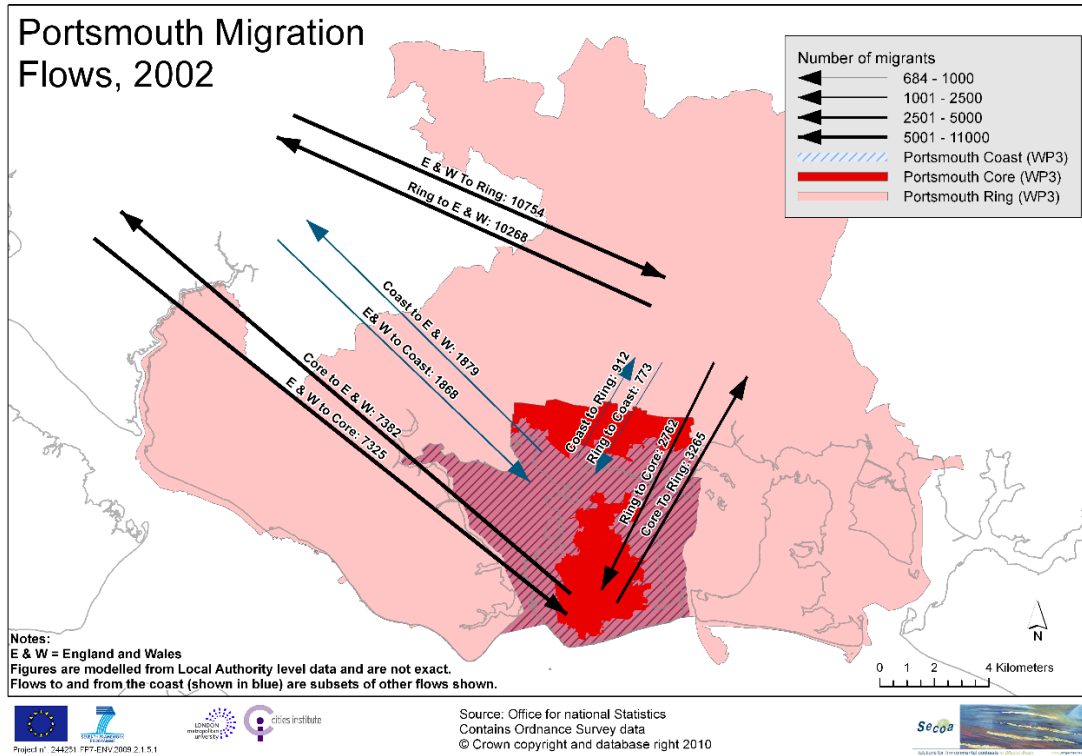 Portsmouth Migration
Flows, 2002
Number of migrants
684 - 1000
1001 - 2500
2501 - 5000
5001 - 11000
Portsmouth Coast (WP3)
Portsmouth Core (WP3)
Portsmouth Ring (WP3)
E & W To Ring: 10754
Ring to E & W: 10268
Coast to E & W: 1879
E& W to Coast: 1868
Core to E & W: 7382
E & W to Core: 7325
Coast to Ring: 912
Ring to Coast: 773
Ring to Core: 2762
Core To Ring: 3265
N
0 1 2 4 Kilometers
Notes:
E & W = England and Wales
Figures are modelled from Local Authority level data and are not exact.
Flows to and from the coast (shown in blue) are subsets of other flows shown.
LONDON
metropolitan
university
cities institute
Project n° 244251 FP7-ENV.2009.2.1.5.1
Source: Office for national Statistics
Contains Ordnance Survey data
© Crown copyright and database right 2010
Secoa